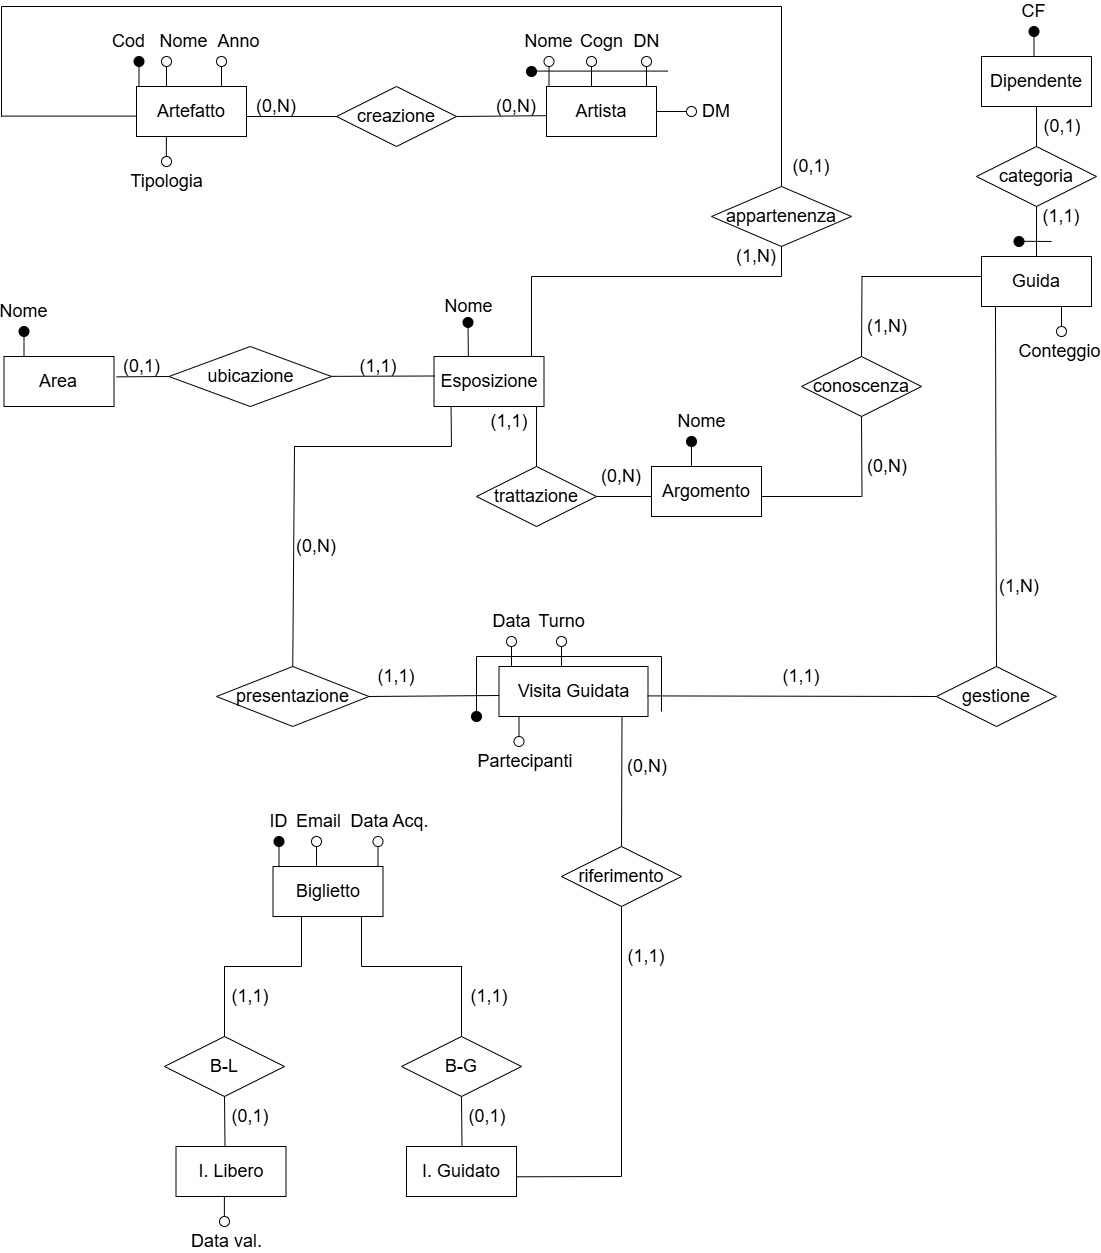 CF
Cod Nome Anno
Nome Cogn DN
Dipendente
Artefatto
(0,N)
creazione
(0,N)
Artista
DM
(0,1)
Tipologia
(0,1)
categoria
appartenenza
(1,1)
(1,N)
Guida
Nome
Nome
(1,N)
Conteggio
Area
(0,1)
ubicazione
(1,1)
Esposizione
conoscenza
(1,1)
Nome
(0,N)
trattazione
(0,N)
Argomento
(0,N)
(1,N)
Data Turno
(1,1)
(1,1)
presentazione
Visita Guidata
gestione
Partecipanti
(0,N)
ID Email Data Acq.
Biglietto
riferimento
(1,1)
(1,1)
(1,1)
B-L
B-G
(0,1)
(0,1)
I. Libero
I. Guidato
Data val.